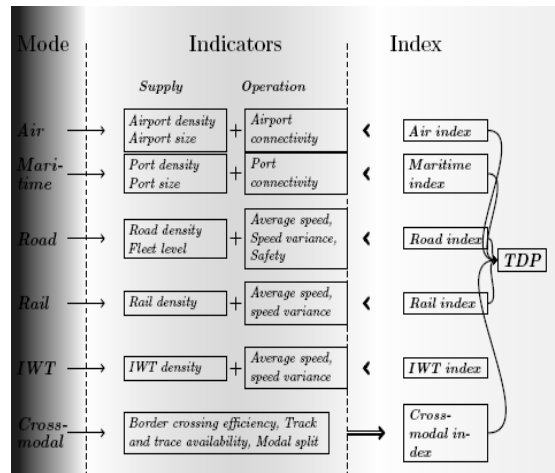 Mode Indicators Index
Supply Operation
Air
Airport density
Airport size
+
Airport
connectivity
Air index
Mari-
time
Port density
Port size
+
Port
connectivity
Maritime
index
Road
Road density
Fleet level
+
Average speed,
Speed variance,
Safety
Road index
TDP
Rail
Rail density
+
Average speed,
speed variance
Rail index
IWT
IWT density
+
Average speed,
speed variance
IWT index
Cross-
modal
Border crossing efficiency, Track
and trace availability, Modal split
Cross-
modal in-
dex